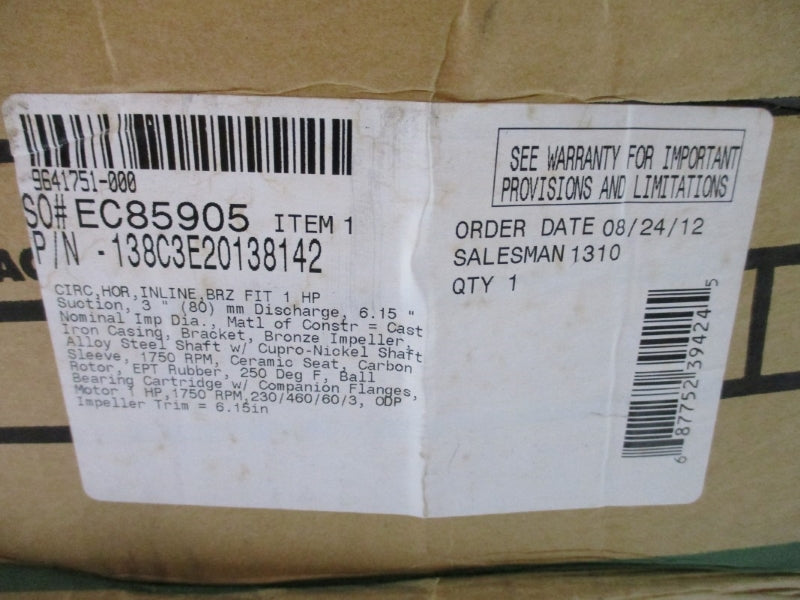 9641751-000
SO# EC85905 ITEM 1
P/N - 138C3E20138142
CIRC,HOR,INLINE,BRZ FIT 1 HP
Suction, 3 " (80) mm Discharge, 6.15 "
Nominal Imp Dia., Matl of Constr = Cast
Iron Casing, Bracket, Bronze Impeller,
Alloy Steel Shaft w/ Cupro-Nickel Shaft
Sleeve, 1750 RPM, Ceramic Seat, Carbon
Rotor, EPT Rubber, 250 Deg F, Ball
Bearing Cartridge w/ Companion Flanges,
Motor 1 HP,1750 RPM,230/460/60/3, ODP
Impeller Trim = 6.15in
SEE WARRANTY FOR IMPORTANT
PROVISIONS AND LIMITATIONS
ORDER DATE 08/24/12
SALESMAN 1310
QTY 1
6 87752 39424 5